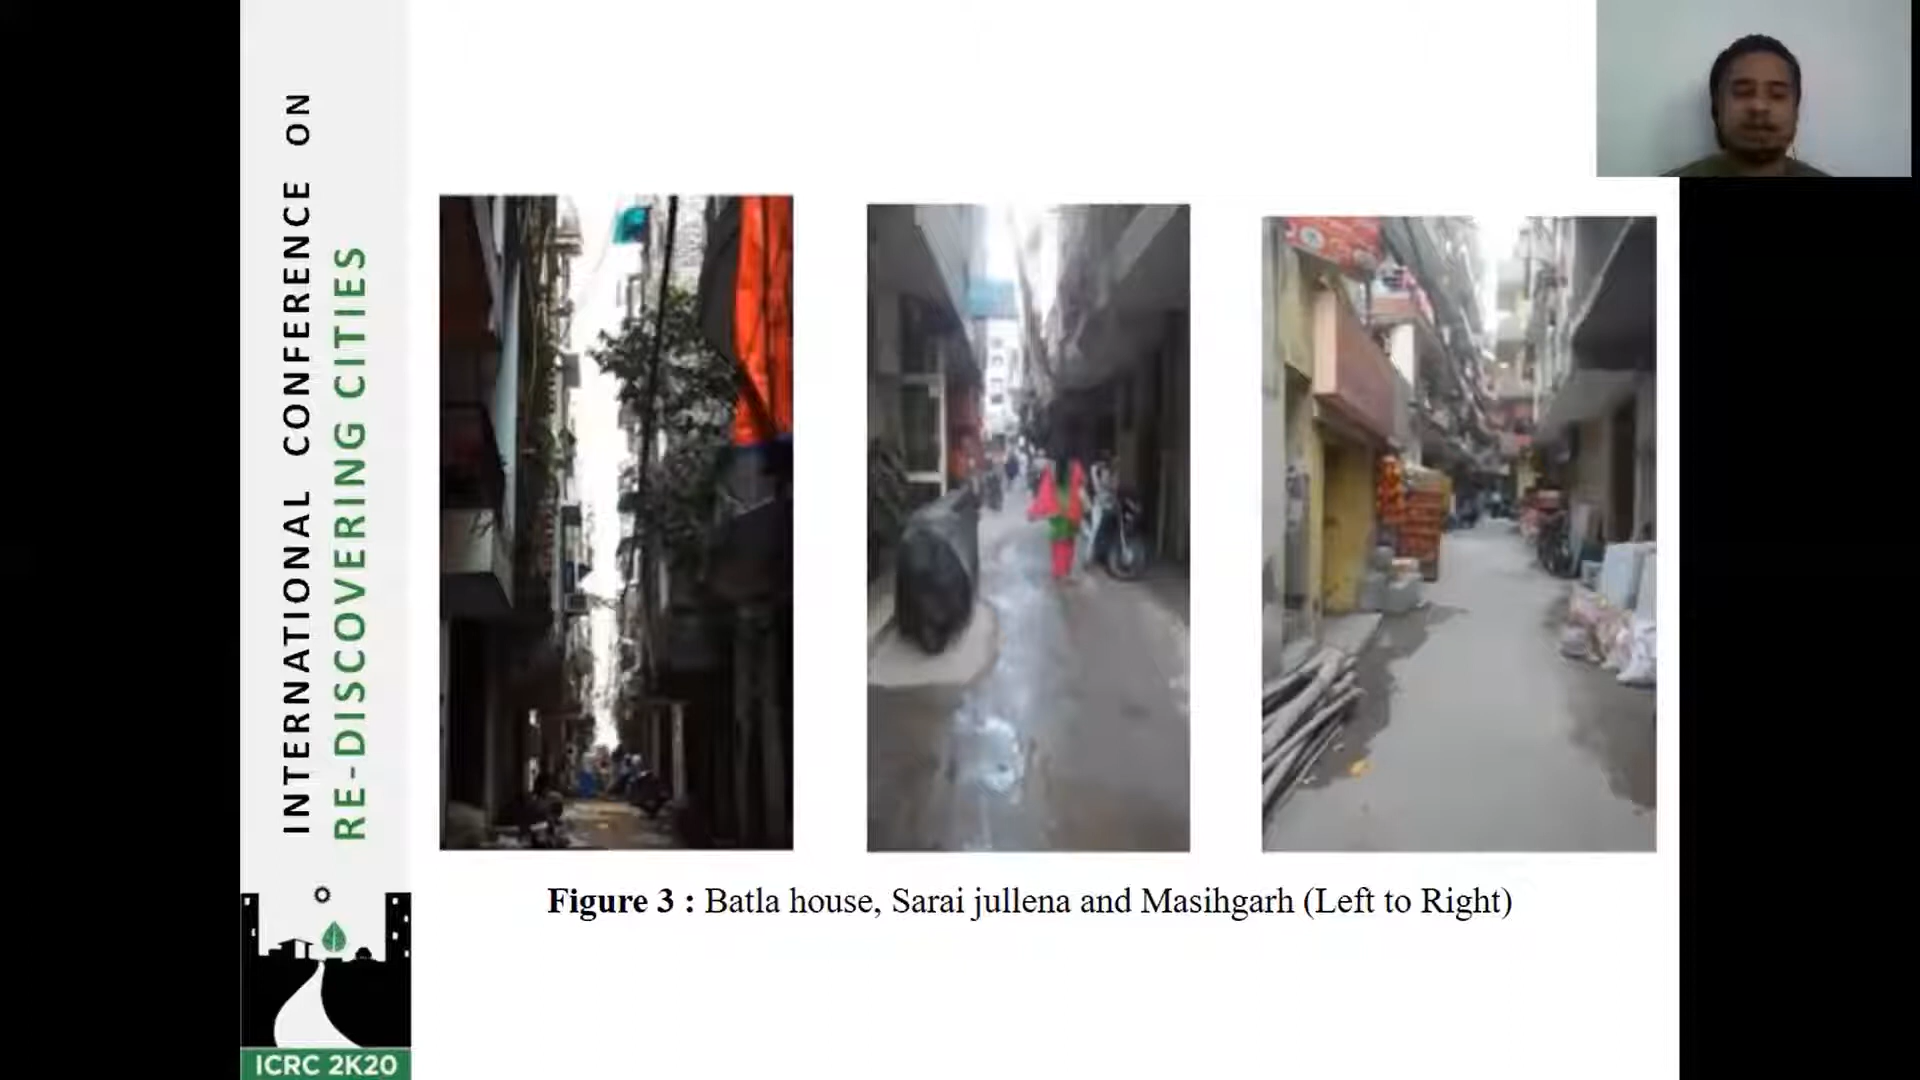 INTERNATIONAL CONFERENCE ON
RE-DISCOVERING CITIES
Figure 3 : Batla house, Sarai jullena and Masihgarh (Left to Right)
ICRC 2K20